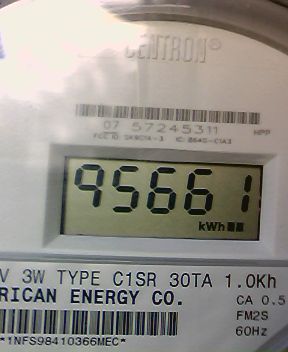 CENTRON®
07 57245311 HPP
95661
kWh
V 3W TYPE C1SR 30TA 1.0Kh
RICAN ENERGY CO. CA 0.5
FM2S
60Hz
*1NFS98410366MEC*